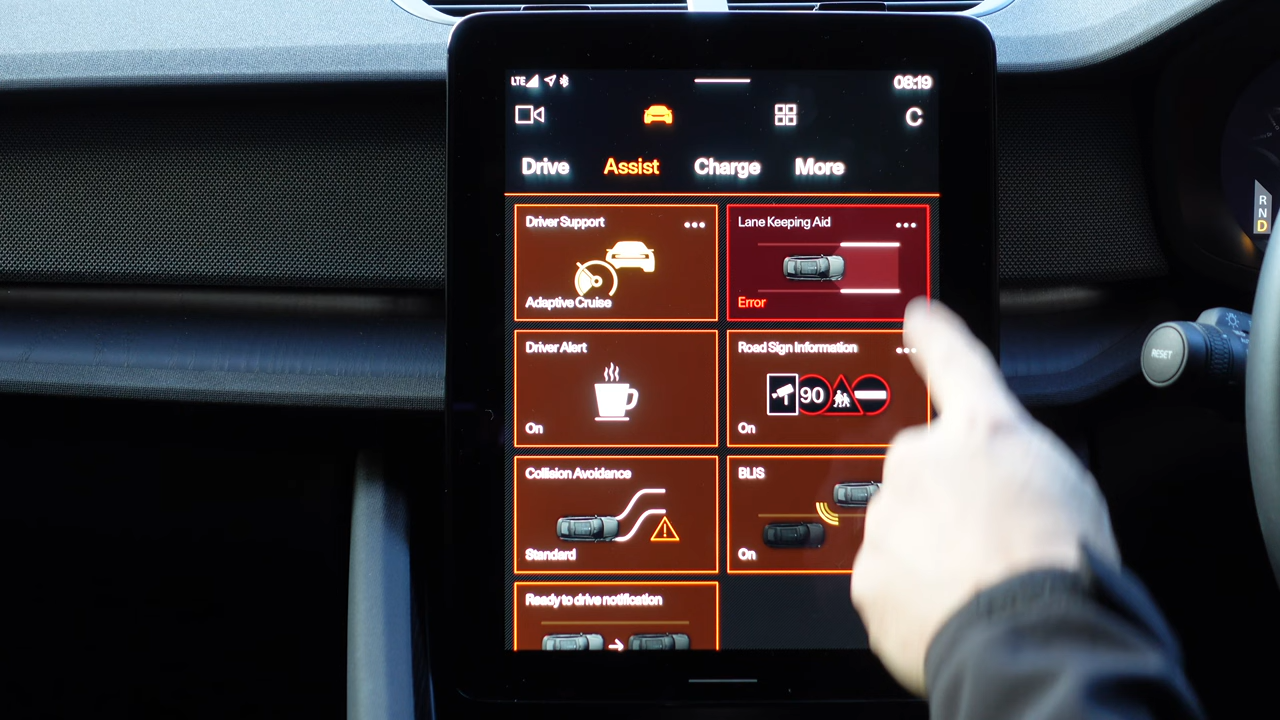 LTE
08:19
C
Drive Assist Charge More
Driver Support
Adaptive Cruise
Lane Keeping Aid
Error
Driver Alert
On
Road Sign Information
90
On
Collision Avoidance
Standard
BLIS
On
Ready to drive notification
R
N
D
RESET